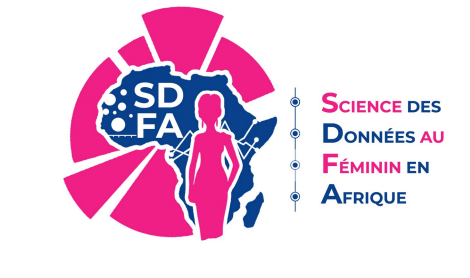 SD
FA
SCIENCE DES
DONNÉES AU
FÉMININ EN
AFRIQUE